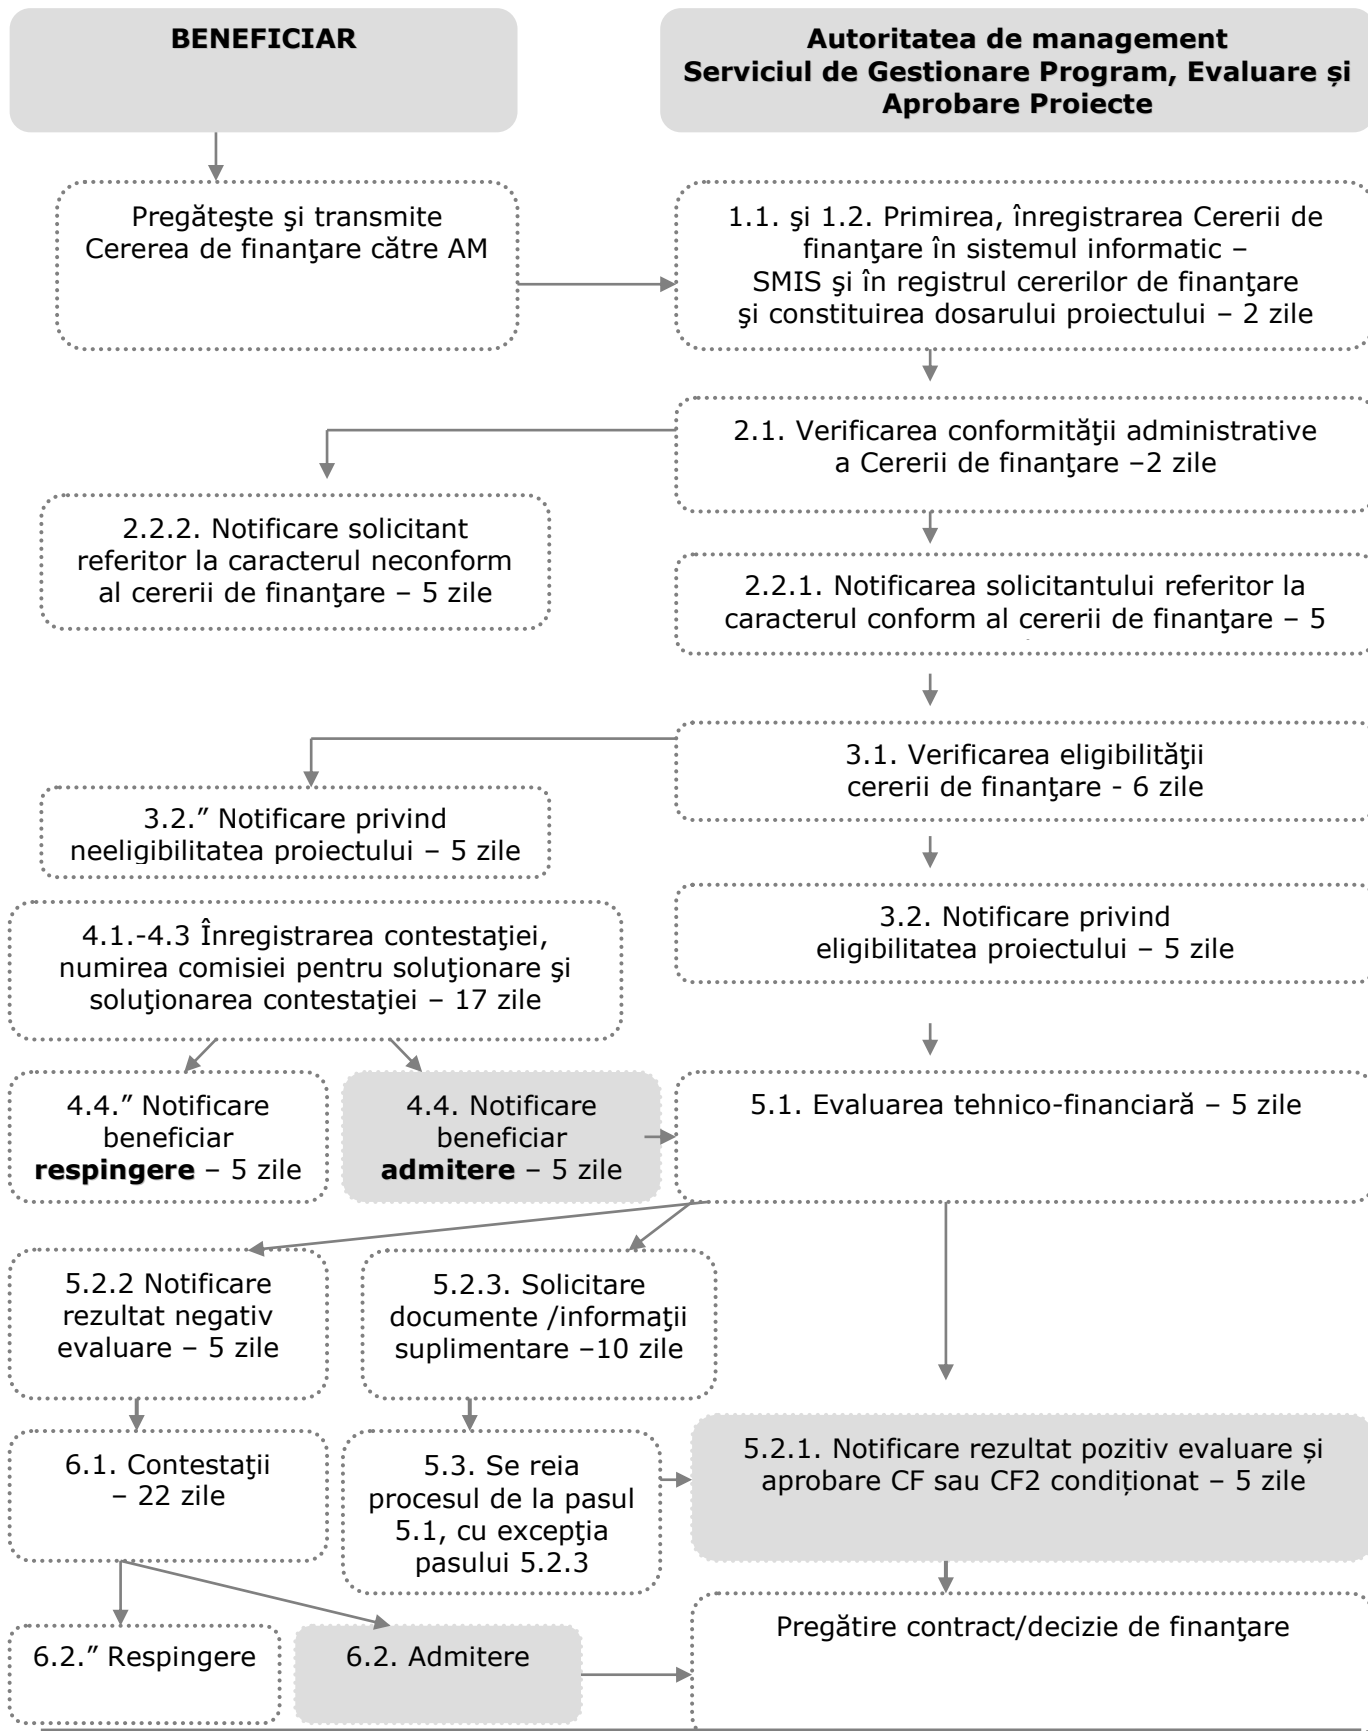 BENEFICIAR
Autoritatea de management
Serviciul de Gestionare Program, Evaluare și
Aprobare Proiecte
Pregăteşte şi transmite
Cererea de finanţare către AM
1.1. şi 1.2. Primirea, înregistrarea Cererii de
finanţare în sistemul informatic –
SMIS şi în registrul cererilor de finanţare
şi constituirea dosarului proiectului – 2 zile
2.1. Verificarea conformităţii administrative
a Cererii de finanţare –2 zile
2.2.2. Notificare solicitant
referitor la caracterul neconform
al cererii de finanţare – 5 zile
2.2.1. Notificarea solicitantului referitor la
caracterul conform al cererii de finanţare – 5
3.1. Verificarea eligibilităţii
cererii de finanţare - 6 zile
3.2.” Notificare privind
neeligibilitatea proiectului – 5 zile
3.2. Notificare privind
eligibilitatea proiectului – 5 zile
4.1.-4.3 Înregistrarea contestaţiei,
numirea comisiei pentru soluţionare şi
soluţionarea contestaţiei – 17 zile
4.4.” Notificare
beneficiar
respingere – 5 zile
4.4. Notificare
beneficiar
admitere – 5 zile
5.1. Evaluarea tehnico-financiară – 5 zile
5.2.2 Notificare
rezultat negativ
evaluare – 5 zile
5.2.3. Solicitare
documente /informaţii
suplimentare –10 zile
6.1. Contestaţii
– 22 zile
5.3. Se reia
procesul de la pasul
5.1, cu excepţia
pasului 5.2.3
5.2.1. Notificare rezultat pozitiv evaluare și
aprobare CF sau CF2 condiționat – 5 zile
6.2.” Respingere
6.2. Admitere
Pregătire contract/decizie de finanţare